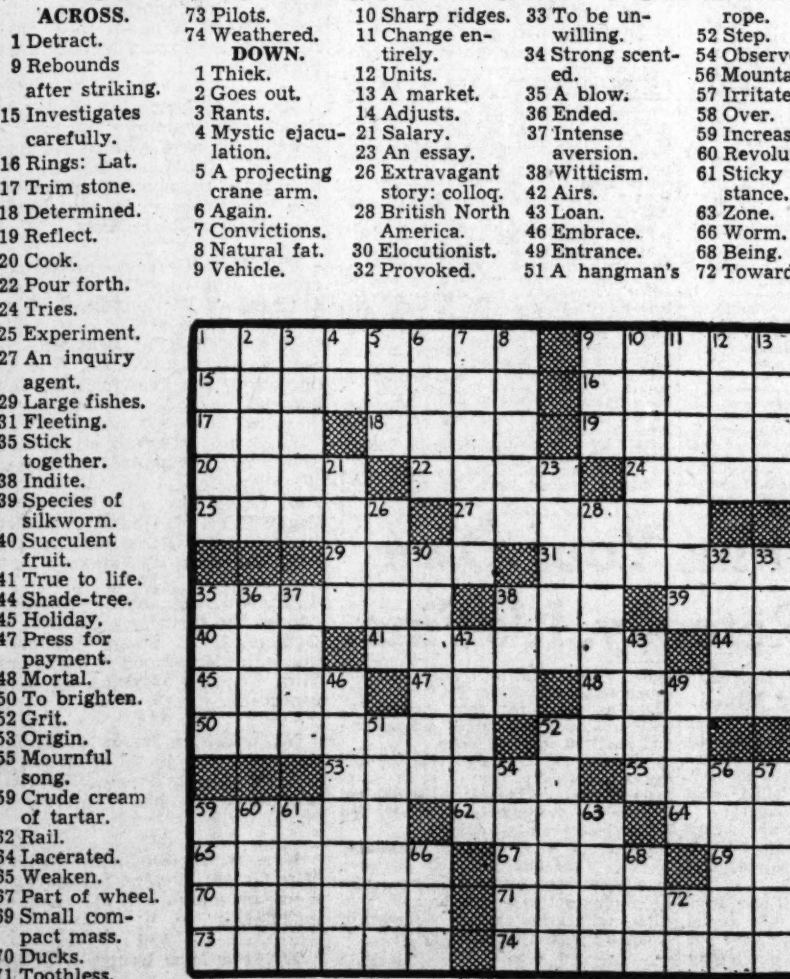 ACROSS.
1 Detract.
9 Rebounds
after striking.
15 Investigates
carefully.
16 Rings: Lat.
17 Trim stone.
18 Determined.
19 Reflect.
20 Cook.
22 Pour forth.
24 Tries.
25 Experiment.
27 An inquiry
agent.
29 Large fishes.
31 Fleeting.
35 Stick
together.
38 Indite.
39 Species of
silkworm.
40 Succulent
fruit.
41 True to life.
44 Shade-tree.
45 Holiday.
47 Press for
payment.
48 Mortal.
50 To brighten.
52 Grit.
53 Origin.
55 Mournful
song.
59 Crude cream
of tartar.
62 Rail.
64 Lacerated.
65 Weaken.
67 Part of wheel.
69 Small com-
pact mass.
70 Ducks.
71 Toothless.
73 Pilots.
74 Weathered.
DOWN.
1 Thick.
2 Goes out.
3 Rants.
4 Mystic ejacu-
lation.
5 A projecting
crane arm.
6 Again.
7 Convictions.
8 Natural fat.
9 Vehicle.
10 Sharp ridges.
11 Change en-
tirely.
12 Units.
13 A market.
14 Adjusts.
21 Salary.
23 An essay.
26 Extravagant
story: colloq.
28 British North
America.
30 Elocutionist.
32 Provoked.
33 To be un-
willing.
34 Strong scent-
ed.
35 A blow.
36 Ended.
37 Intense
aversion.
38 Witticism.
42 Airs.
43 Loan.
46 Embrace.
49 Entrance.
51 A hangman's
rope.
52 Step.
54 Observe
56 Mounta
57 Irritate
58 Over.
59 Increas
60 Revolu
61 Sticky
stance.
63 Zone.
66 Worm.
68 Being.
72 Toward
1 2 3 4 5 6 7 8 9 10 11 12 13
15 16
17 18 19
20 21 22 23 24
25 26 27 28
29 30 31 32 33
35 36 37 38 39
40 41 42 43 44
45 46 47 48 49
50 51 52
53 54 55 56 57
59 60 61 62 63 64
65 66 67 68 69
70 71 72
73 74